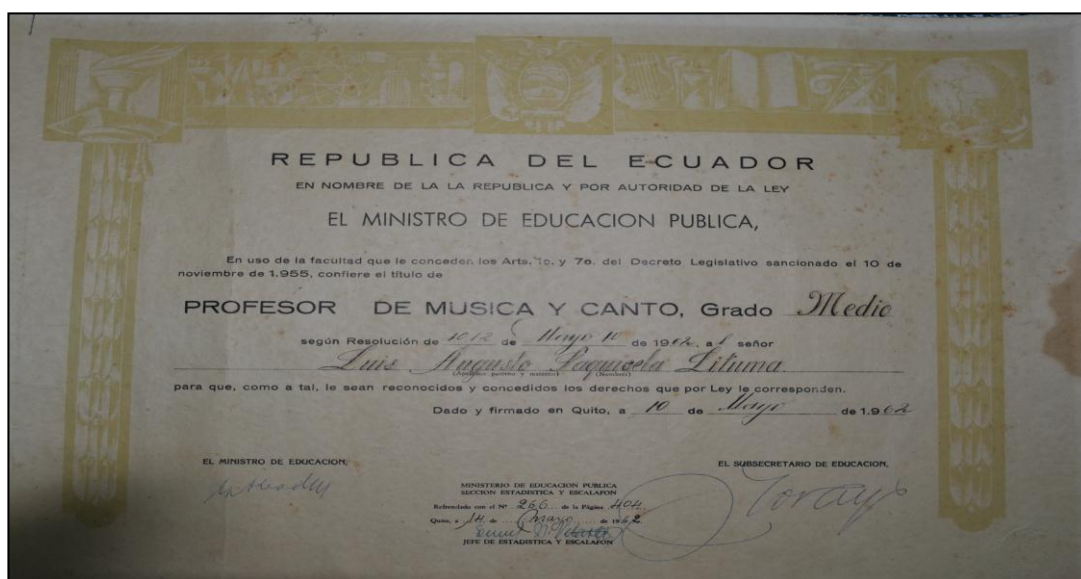 REPUBLICA DEL ECUADOR
EN NOMBRE DE LA LA REPUBLICA Y POR AUTORIDAD DE LA LEY
EL MINISTRO DE EDUCACION PUBLICA,
En uso de la facultad que le conceden los Arts. 1o. y 7o. del Decreto Legislativo sancionado el 10 de
noviembre de 1.955, confiere el título de
PROFESOR DE MUSICA Y CANTO, Grado Medio
según Resolución de 1012 de Mayo 10 de 1962, a l señor
Luis Augusto Paquicela Lituma
(Apellido paterno y materno) (Nombres)
para que, como a tal, le sean reconocidos y concedidos los derechos que por Ley le corresponden.
Dado y firmado en Quito, a 10 de Mayo de 1.962
EL MINISTRO DE EDUCACION, EL SUBSECRETARIO DE EDUCACION,
MINISTERIO DE EDUCACION PUBLICA
SECCION ESTADISTICA Y ESCALAFON
Refrendado con el Nº 266 de la Página 404
Quito, a 14 de Mayo de 1962
JEFE DE ESTADISTICA Y ESCALAFON